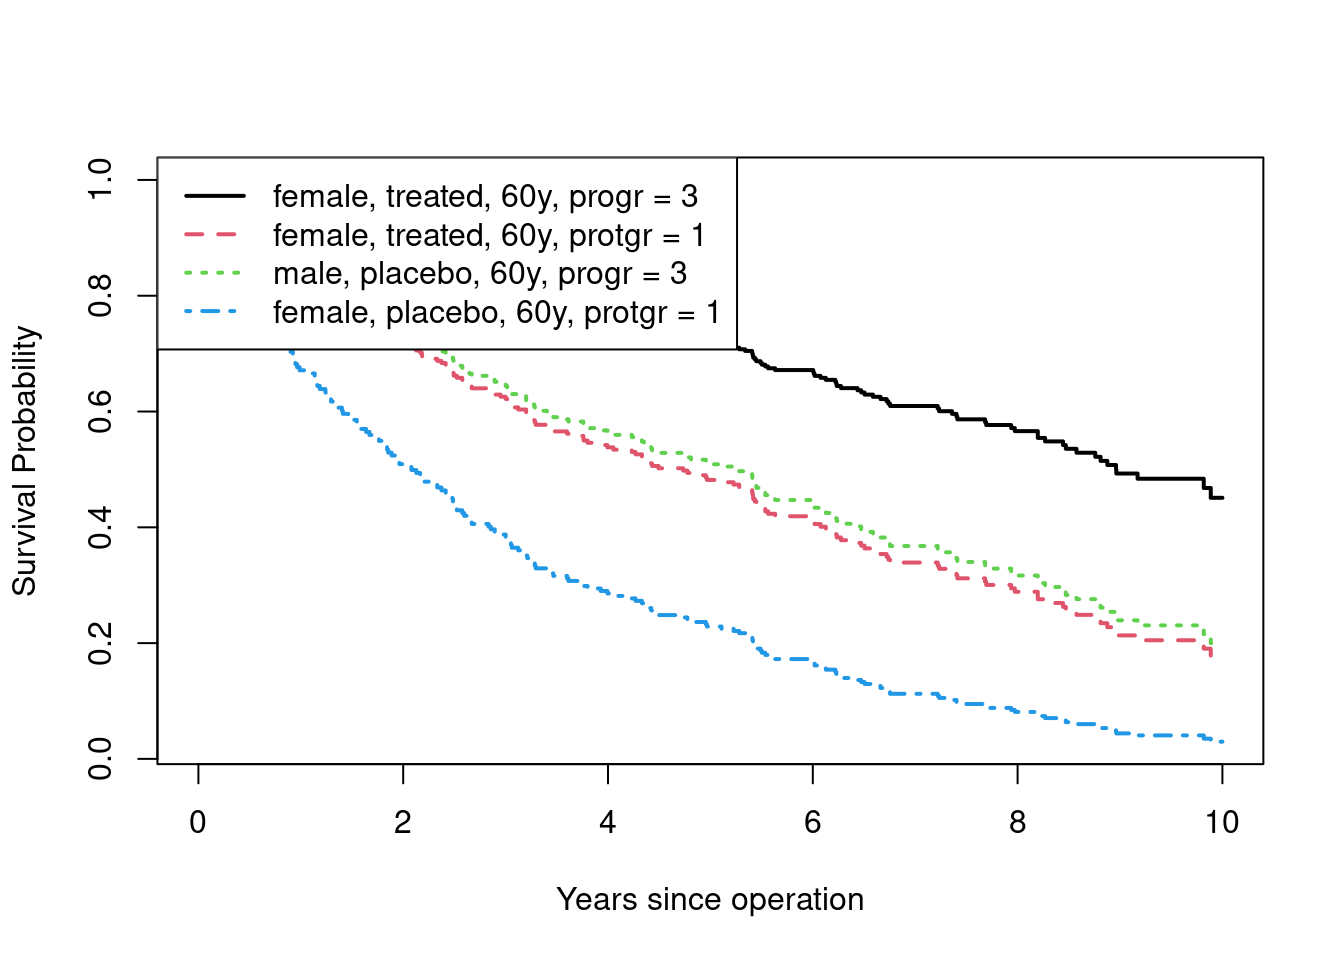 female, treated, 60y, progr = 3
female, treated, 60y, protgr = 1
male, placebo, 60y, progr = 3
female, placebo, 60y, protgr = 1
1.0
0.8
0.6
0.4
0.2
0.0
Survival Probability
0 2 4 6 8 10
Years since operation